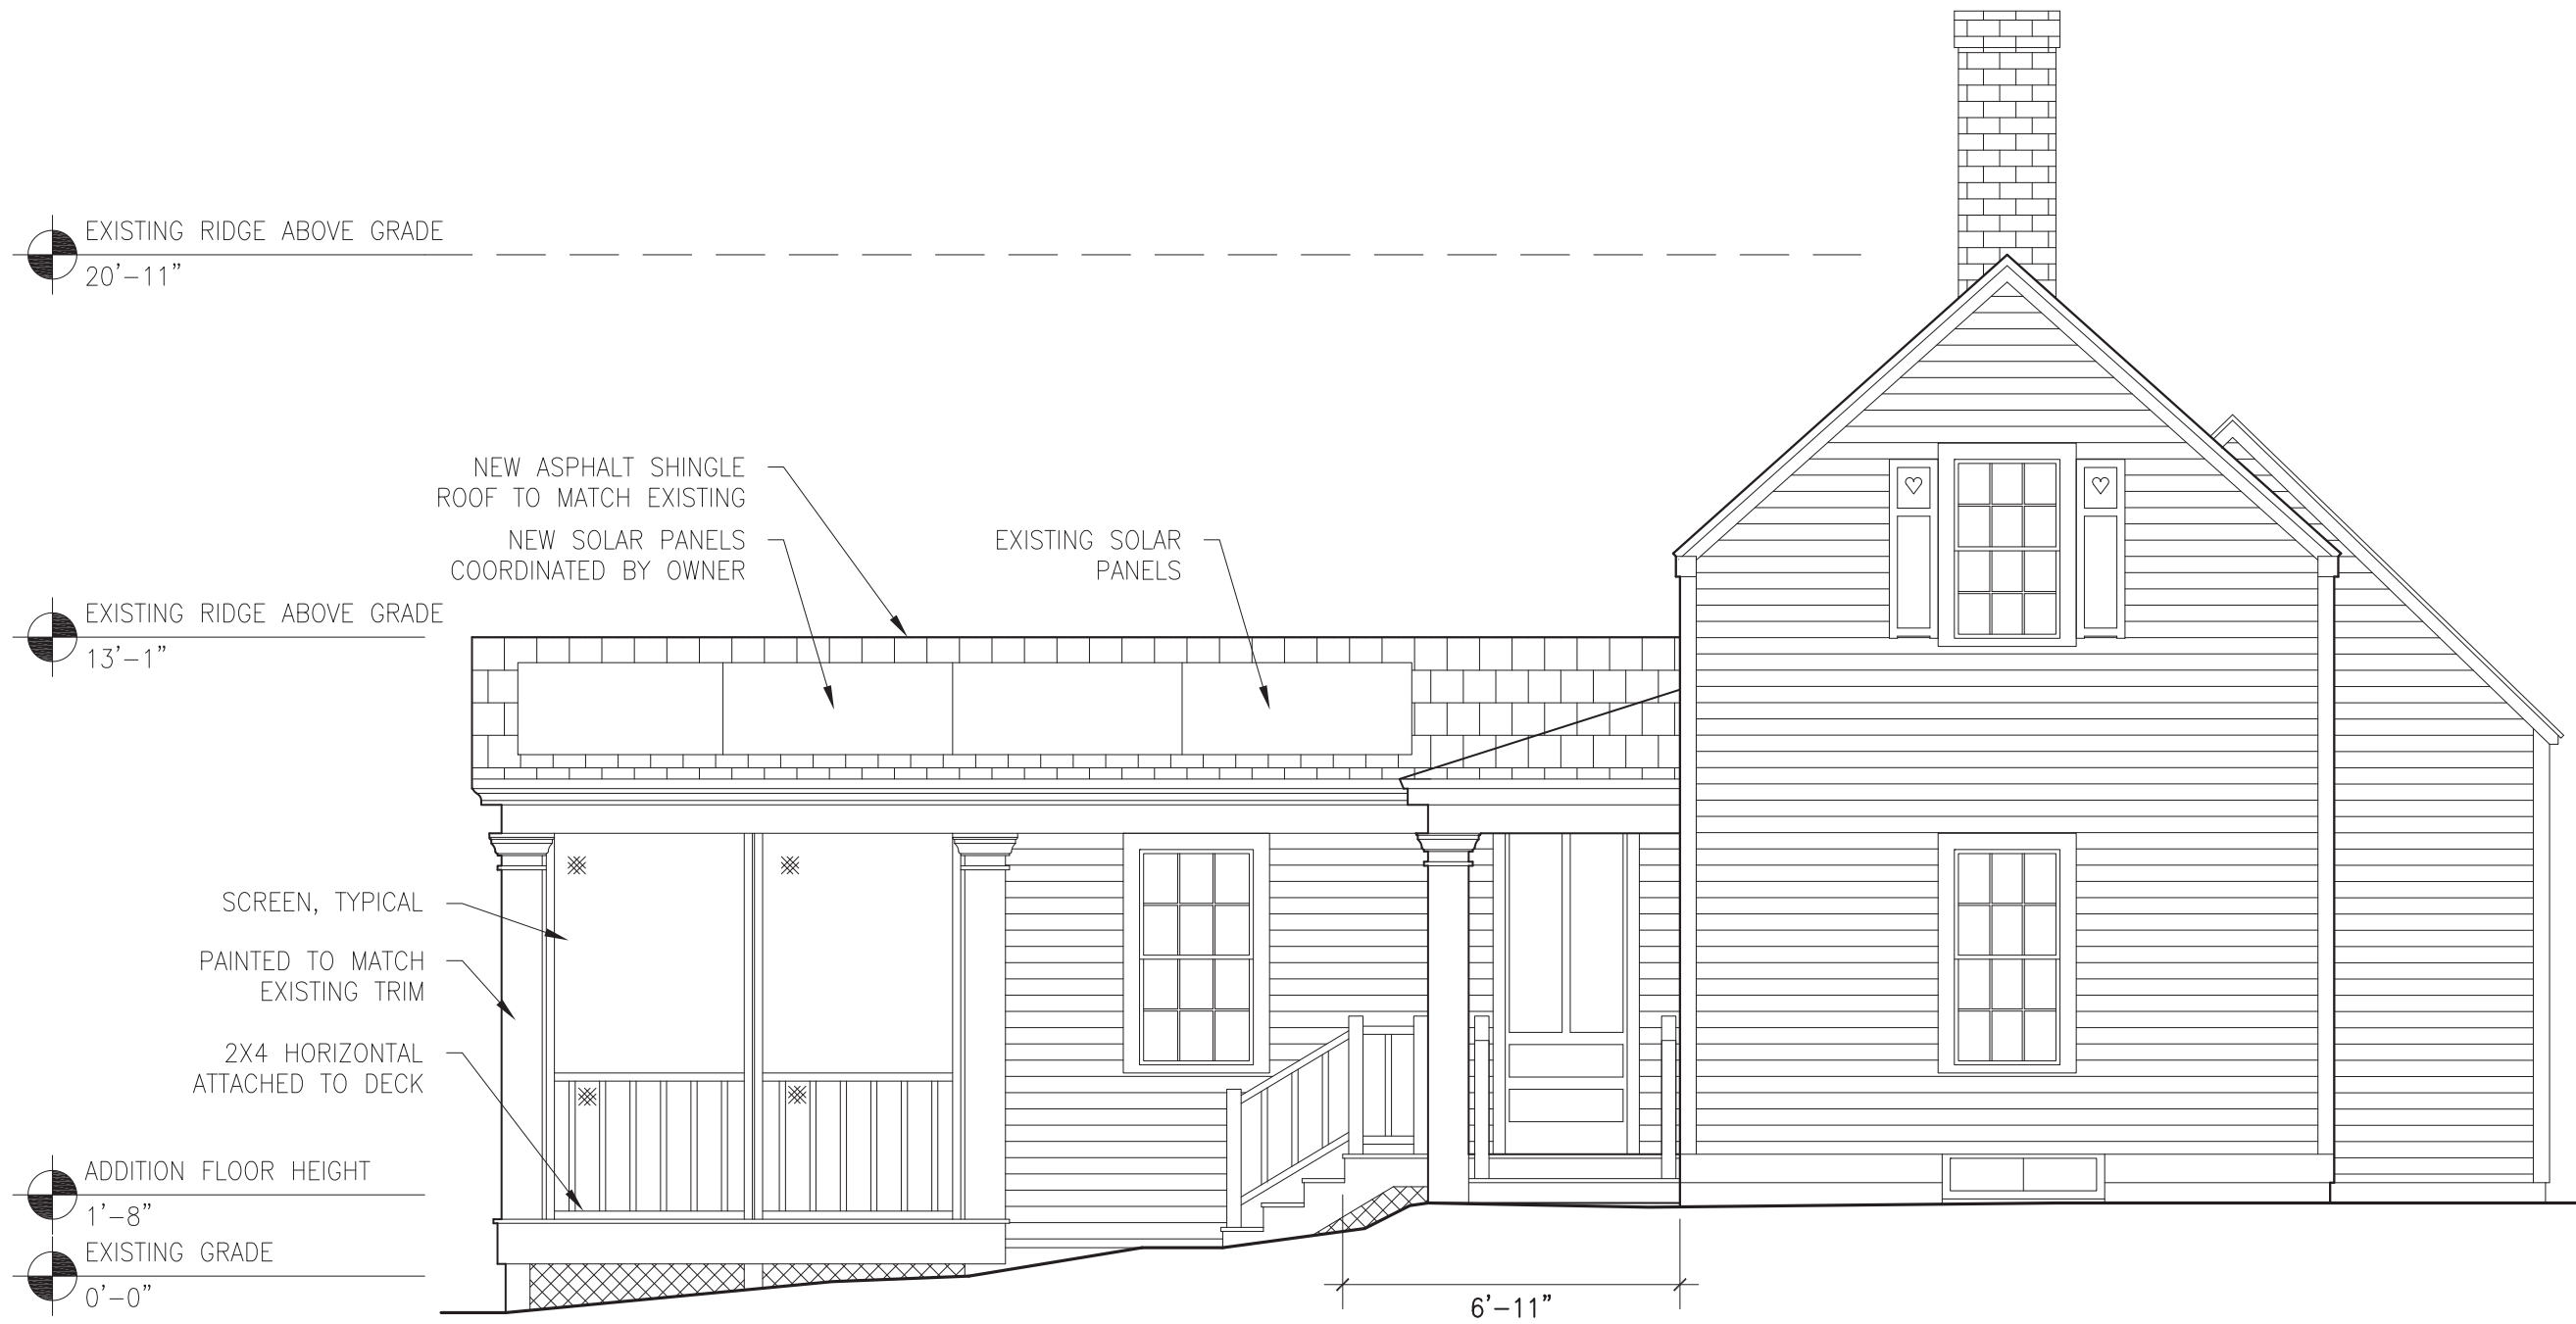 EXISTING RIDGE ABOVE GRADE
20'-11"
NEW ASPHALT SHINGLE
ROOF TO MATCH EXISTING
NEW SOLAR PANELS
COORDINATED BY OWNER
EXISTING SOLAR
PANELS
EXISTING RIDGE ABOVE GRADE
13'-1"
SCREEN, TYPICAL
PAINTED TO MATCH
EXISTING TRIM
2X4 HORIZONTAL
ATTACHED TO DECK
ADDITION FLOOR HEIGHT
1'-8"
EXISTING GRADE
0'-0"
6'-11"